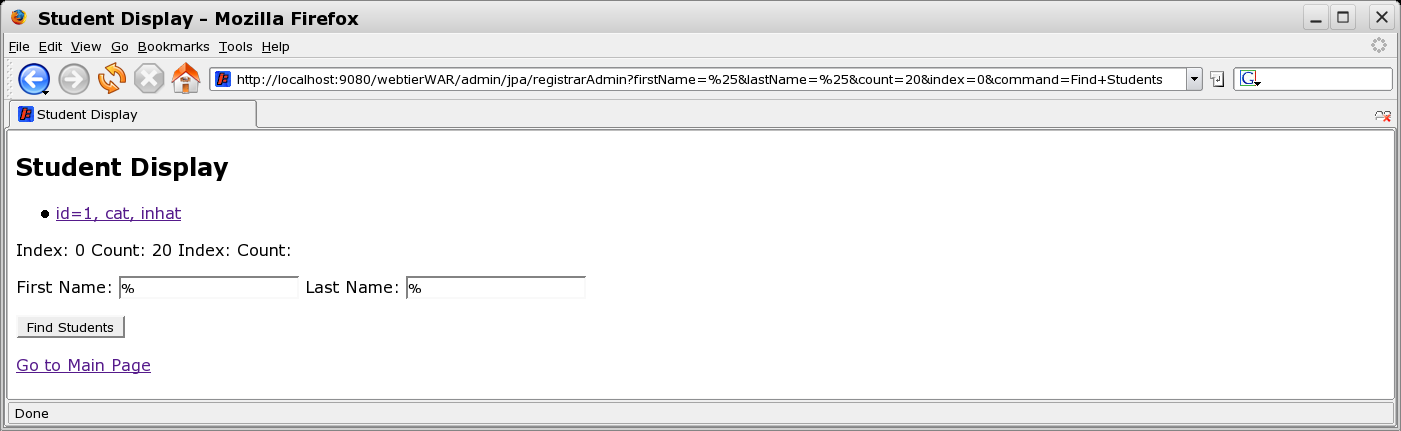 Student Display - Mozilla Firefox
File Edit View Go Bookmarks Tools Help
http://localhost:9080/webtierWAR/admin/jpa/registrarAdmin?firstName=%25&lastName=%25&count=20&index=0&command=Find+Students
G
Student Display
Student Display
id=1, cat, inhat
Index: 0 Count: 20 Index: Count:
First Name: % Last Name: %
Find Students
Go to Main Page
Done